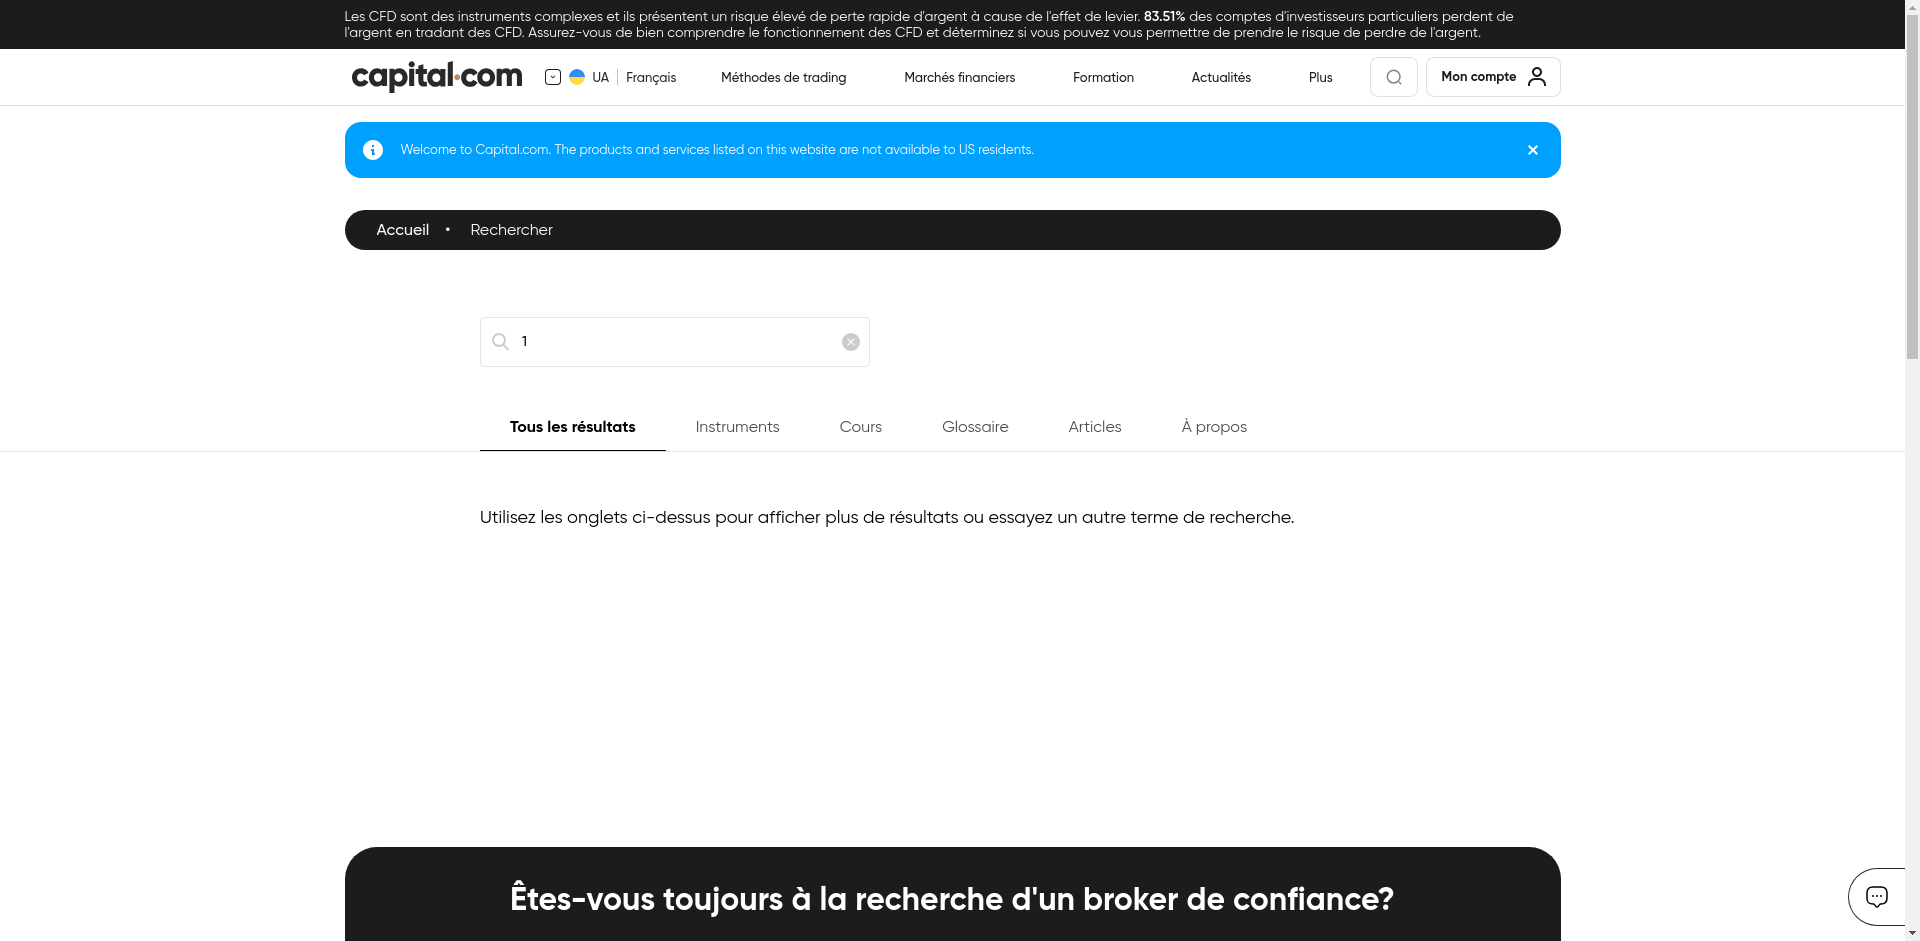 Les CFD sont des instruments complexes et ils présentent un risque élevé de perte rapide d'argent à cause de l'effet de levier. 83.51% des comptes d'investisseurs particuliers perdent de
l'argent en tradant des CFD. Assurez-vous de bien comprendre le fonctionnement des CFD et déterminez si vous pouvez vous permettre de prendre le risque de perdre de l'argent.
capital.com UA Français Méthodes de trading Marchés financiers Formation Actualités Plus Mon compte
Welcome to Capital.com. The products and services listed on this website are not available to US residents.
Accueil • Rechercher
1
Tous les résultats Instruments Cours Glossaire Articles À propos
Utilisez les onglets ci-dessus pour afficher plus de résultats ou essayez un autre terme de recherche.
Êtes-vous toujours à la recherche d'un broker de confiance?